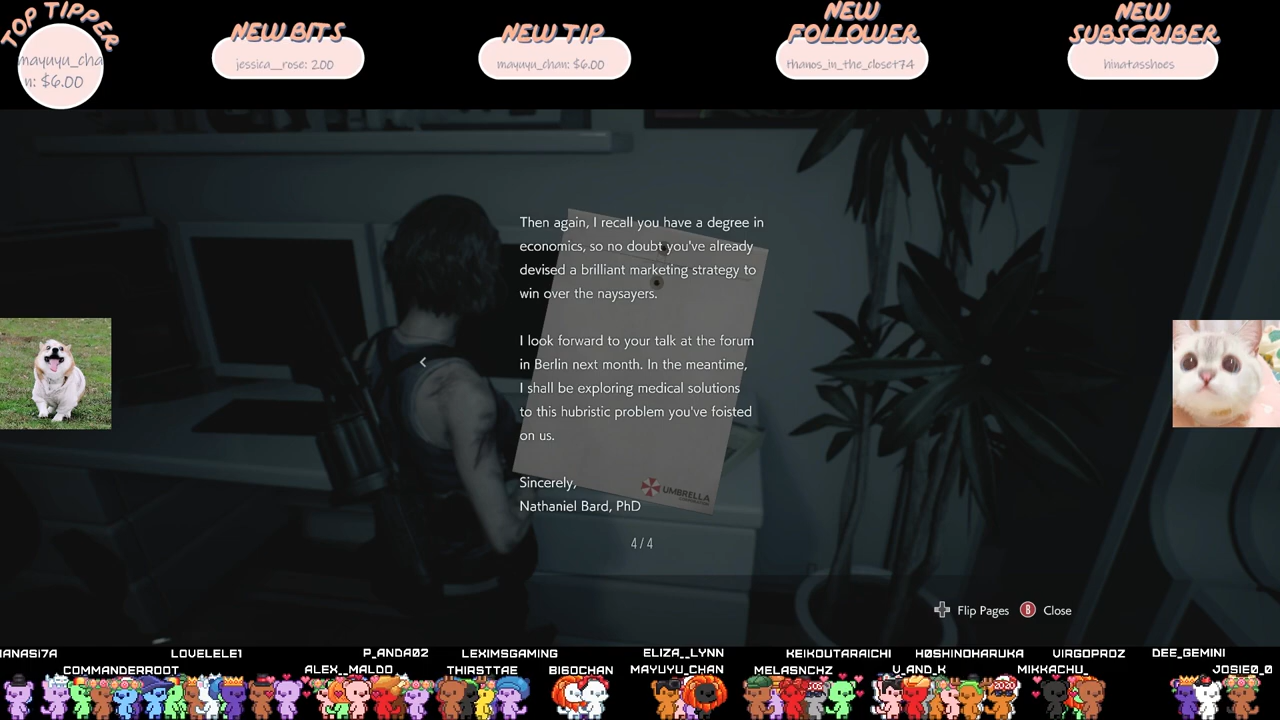 TOP TIPPER
mayuyu_cha
n: $6.00
NEW BITS
jessica__rose: 200
NEW TIP
mayuyu_chan: $6.00
NEW
FOLLOWER
thanos_in_the_closet74
NEW
SUBSCRIBER
hinatasshoes
Then again, I recall you have a degree in
economics, so no doubt you've already
devised a brilliant marketing strategy to
win over the naysayers.
I look forward to your talk at the forum
in Berlin next month. In the meantime,
I shall be exploring medical solutions
to this hubristic problem you've foisted
on us.
Sincerely,
Nathaniel Bard, PhD
UMBRELLA
4 / 4
Flip Pages
B Close
IANASI7A LOVELELE1 P_ANDA02 LEXIMSGAMING ELIZA__LYNN KEIKOUTARAICHI H0SHINOHARUKA VIRGOPROZ DEE_GEMINI
COMMANDERROOT ALEX__MALDO THIRSTTAE BI6OCHAN MAYUYU_CHAN MELASNCHZ V_AND_K MIKKACHU_ JOSIE0_0